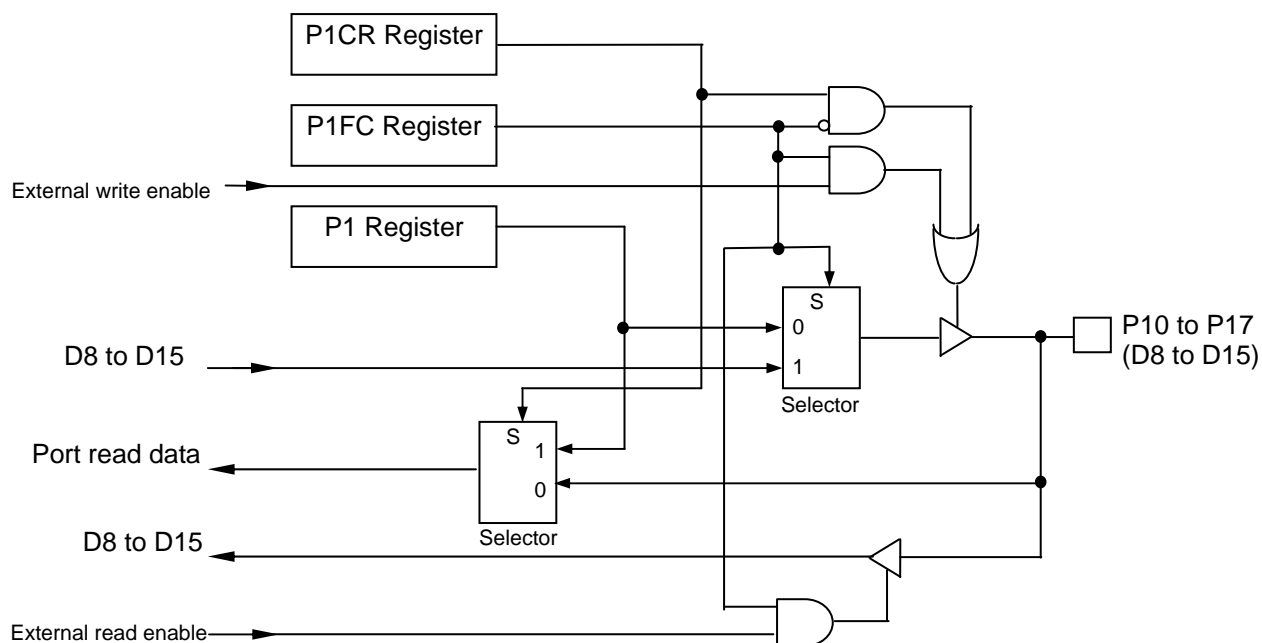 P1CR Register
P1FC Register
External write enable
P1 Register
S
0
1
Selector
P10 to P17
(D8 to D15)
D8 to D15
S
1
0
Selector
Port read data
D8 to D15
External read enable